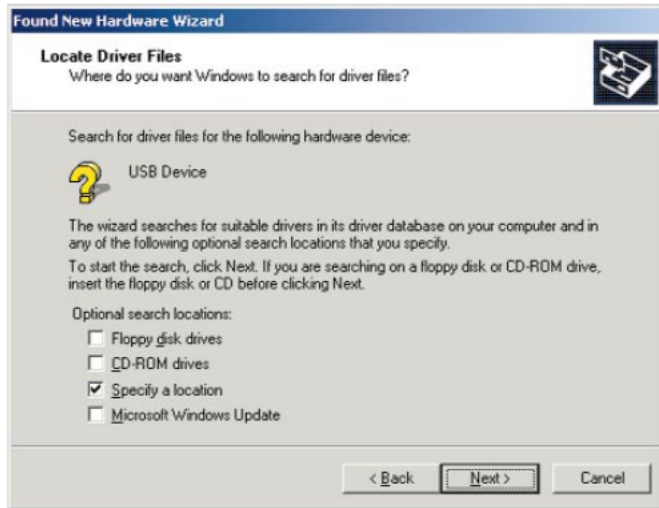 Found New Hardware Wizard
Locate Driver Files
Where do you want Windows to search for driver files?
Search for driver files for the following hardware device:
USB Device
The wizard searches for suitable drivers in its driver database on your computer and in
any of the following optional search locations that you specify.
To start the search, click Next. If you are searching on a floppy disk or CD-ROM drive,
insert the floppy disk or CD before clicking Next.
Optional search locations:
Floppy disk drives
CD-ROM drives
Specify a location
Microsoft Windows Update
< Back Next > Cancel